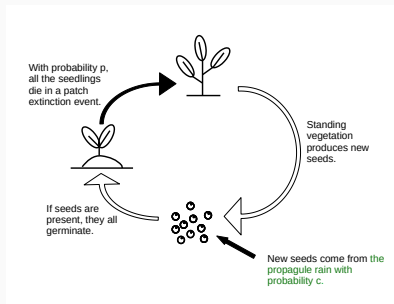 With probability p,
all the seedlings
die in a patch
extinction event.
Standing
vegetation
produces new
seeds.
If seeds are
present, they all
germinate.
New seeds come from the
propagule rain with
probability c.